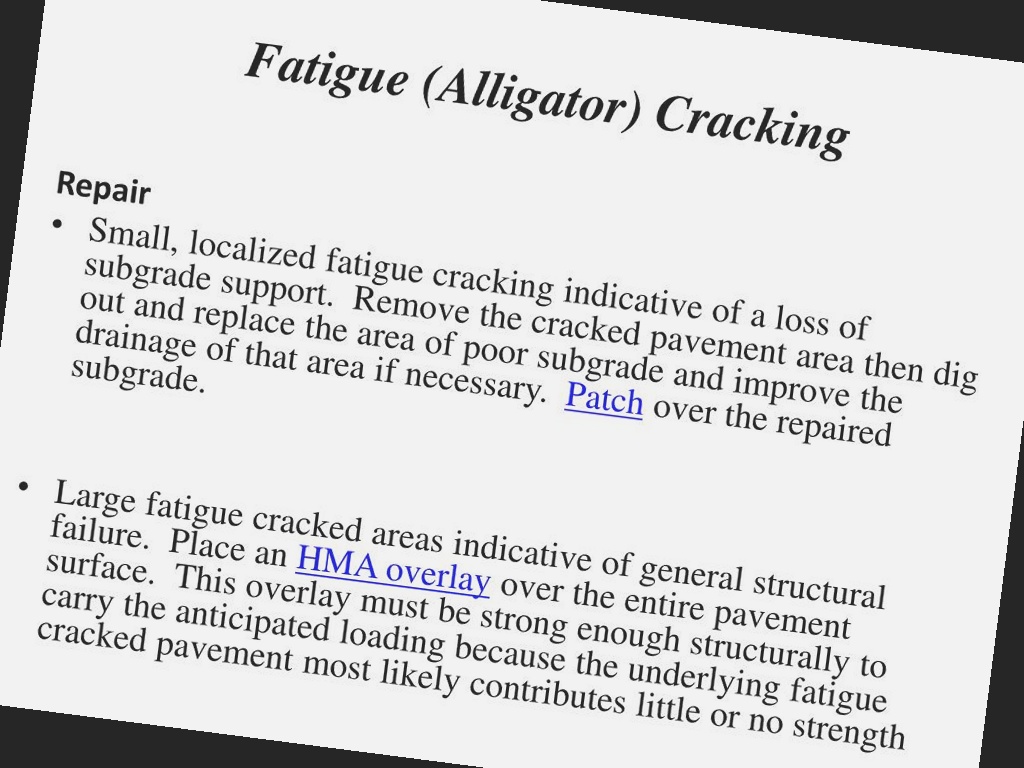 Fatigue (Alligator) Cracking
Repair
• Small, localized fatigue cracking indicative of a loss of
subgrade support.  Remove the cracked pavement area then dig
out and replace the area of poor subgrade and improve the
drainage of that area if necessary.  Patch over the repaired
subgrade.
• Large fatigue cracked areas indicative of general structural
failure.  Place an HMA overlay over the entire pavement
surface.  This overlay must be strong enough structurally to
carry the anticipated loading because the underlying fatigue
cracked pavement most likely contributes little or no strength